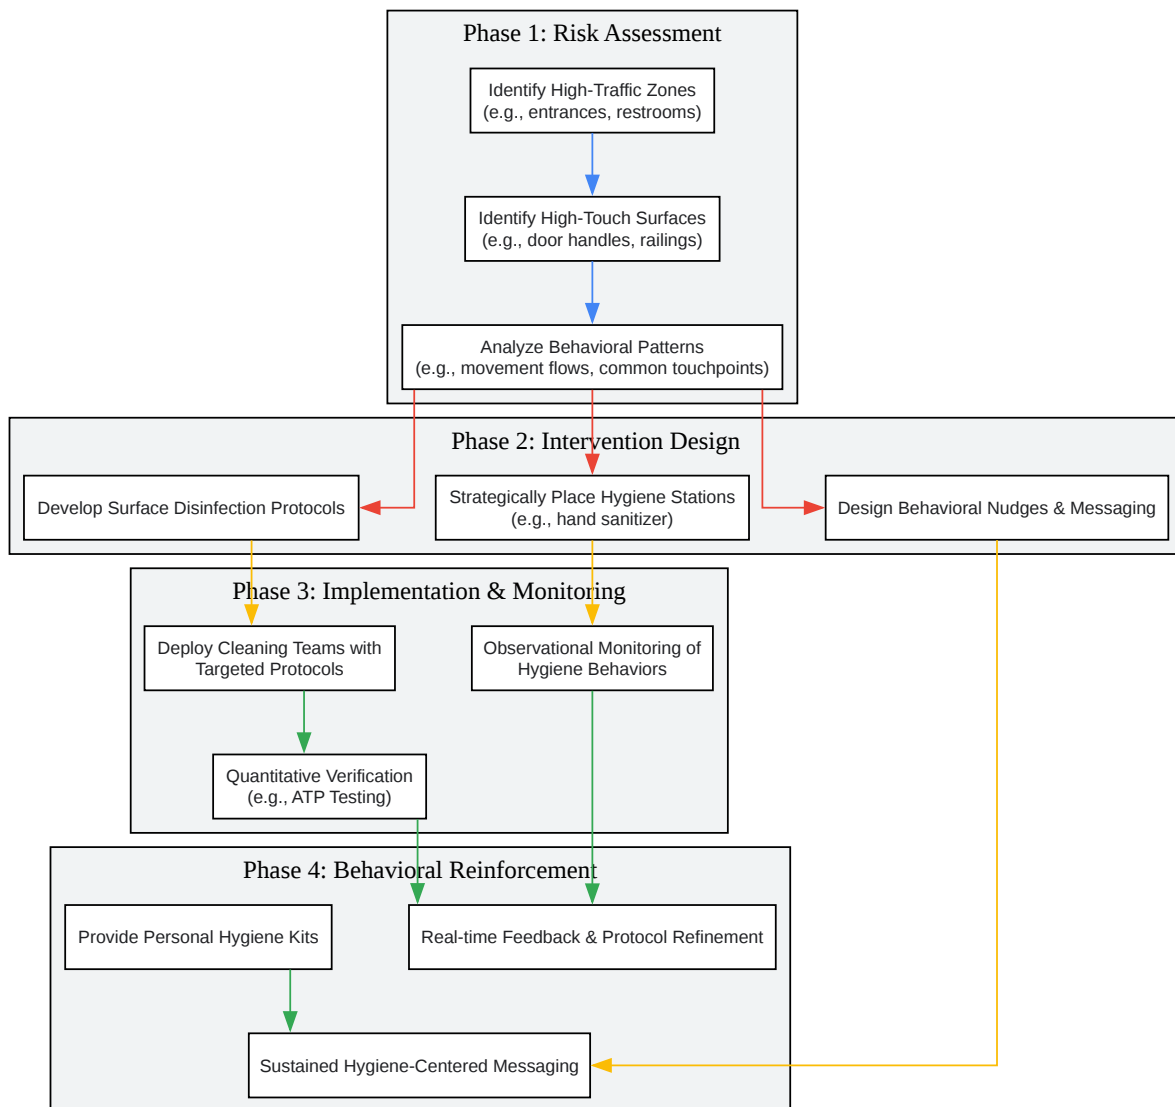 Phase 1: Risk Assessment
Identify High-Traffic Zones
(e.g., entrances, restrooms)
Identify High-Touch Surfaces
(e.g., door handles, railings)
Analyze Behavioral Patterns
(e.g., movement flows, common touchpoints)
Phase 2: Intervention Design
Develop Surface Disinfection Protocols
Strategically Place Hygiene Stations
(e.g., hand sanitizer)
Design Behavioral Nudges & Messaging
Phase 3: Implementation & Monitoring
Deploy Cleaning Teams with
Targeted Protocols
Observational Monitoring of
Hygiene Behaviors
Quantitative Verification
(e.g., ATP Testing)
Phase 4: Behavioral Reinforcement
Provide Personal Hygiene Kits
Real-time Feedback & Protocol Refinement
Sustained Hygiene-Centered Messaging